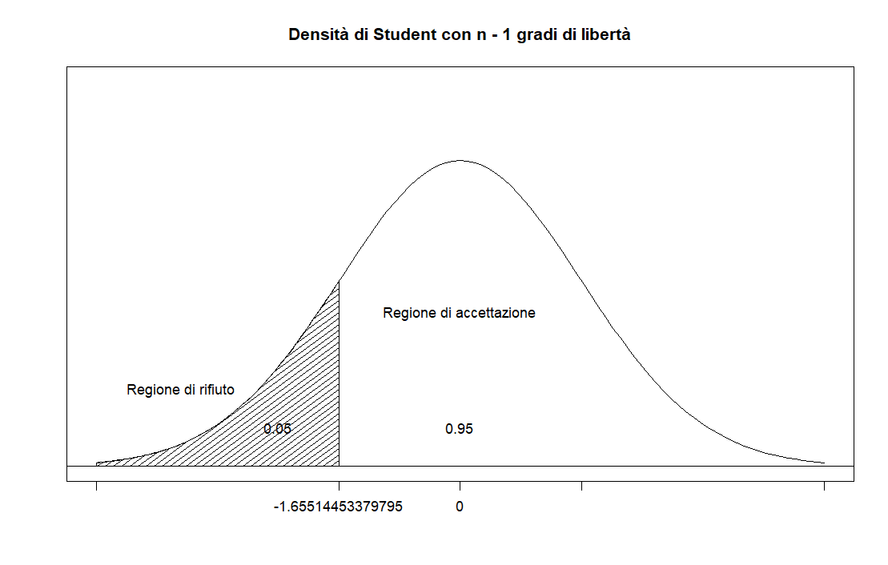 Densità di Student con n - 1 gradi di libertà
Regione di accettazione
Regione di rifiuto
0.05
0.95
-1.65514453379795
0